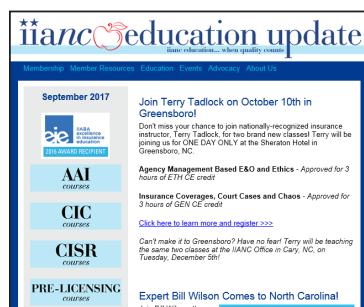 iianc education update
iianc education... when quality counts
Membership Member Resources Education Events Advocacy About Us
September 2017
eie IIABA
excellence
in insurance
education
2016 AWARD RECIPIENT
AAI
courses
CIC
courses
CISR
courses
PRE-LICENSING
courses
Join Terry Tadlock on October 10th in
Greensboro!
Don't miss your chance to join nationally-recognized insurance
instructor, Terry Tadlock, for two brand new classes! Terry will be
joining us for ONE DAY ONLY at the Sheraton Hotel in
Greensboro, NC.
Agency Management Based E&O and Ethics - Approved for 3
hours of ETH CE credit
Insurance Coverages, Court Cases and Chaos - Approved for
3 hours of GEN CE credit
Click here to learn more and register >>>
Can't make it to Greensboro? Have no fear! Terry will be teaching
the same two classes at the IIANC Office in Cary, NC, on
Tuesday, December 5th!
Expert Bill Wilson Comes to North Carolina!